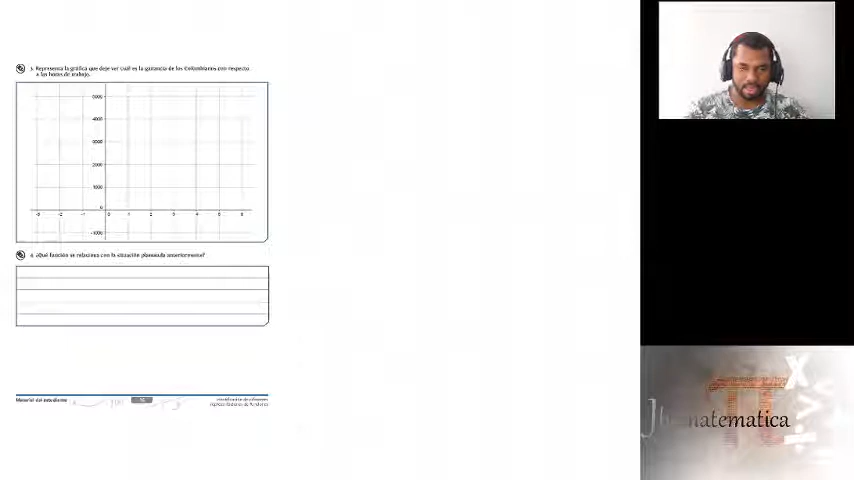 3. Representa la gráfica que deje ver cuál es la ganancia de los Colombianos con respecto
a las horas de trabajo.
5000
4000
3000
2000
1000
0
-3 -2 -1 0 1 2 3 4 5 6
-1000
4. ¿Qué función se relaciona con la situación planteada anteriormente?
Material del estudiante
matematica